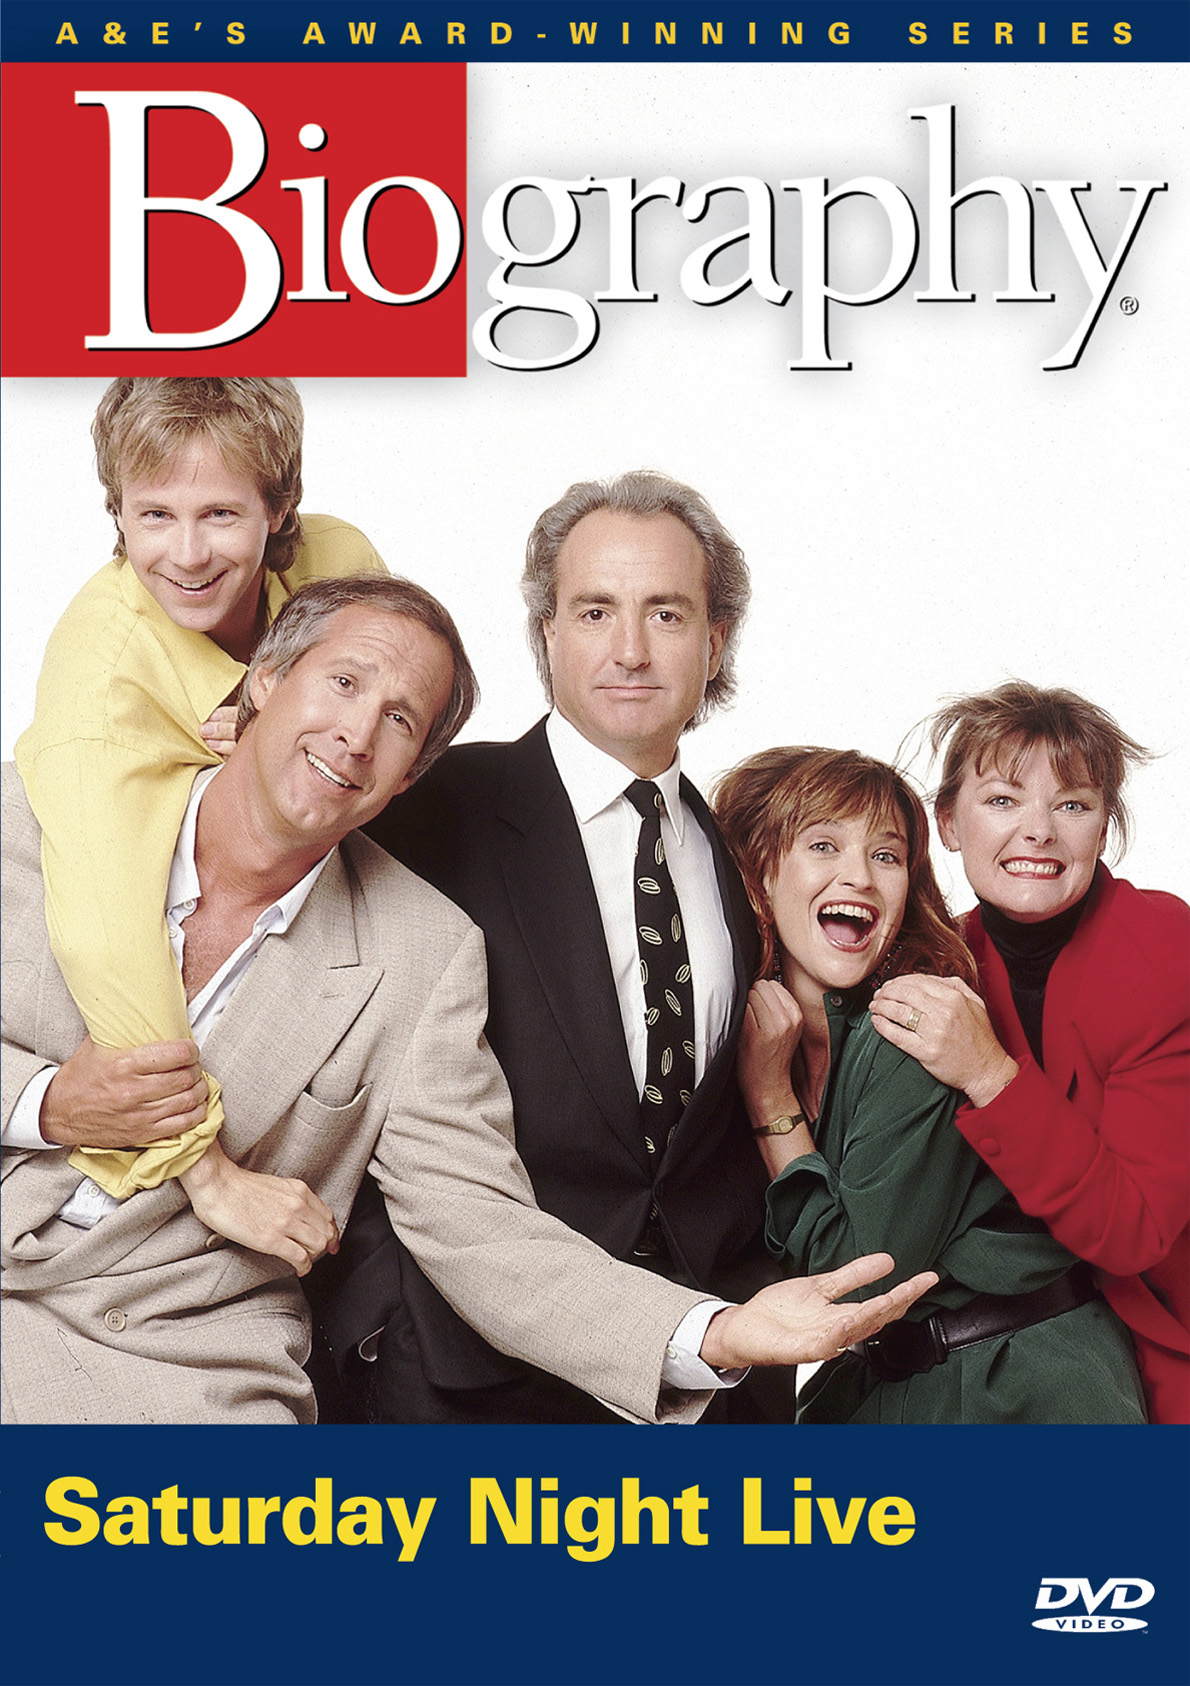 A&E'S AWARD-WINNING SERIES
Biography®
Saturday Night Live
DVD
VIDEO